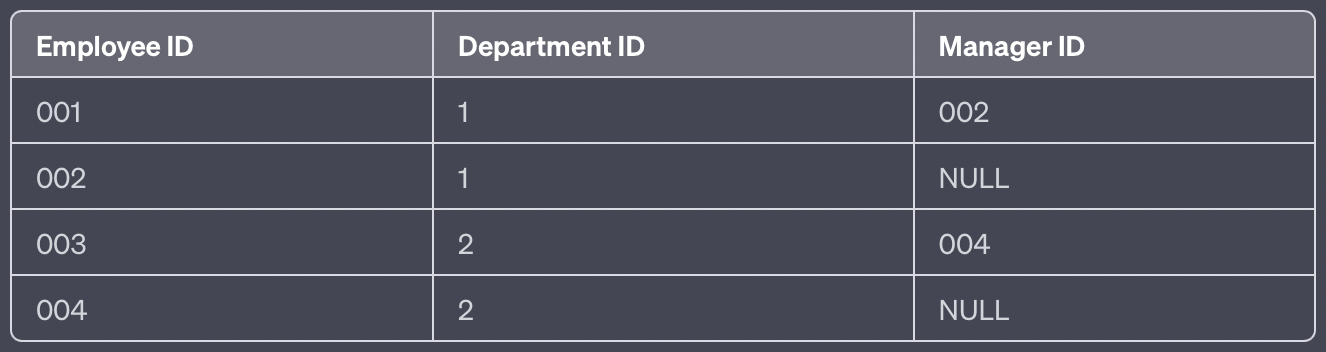 Employee ID Department ID Manager ID
001 1 002
002 1 NULL
003 2 004
004 2 NULL